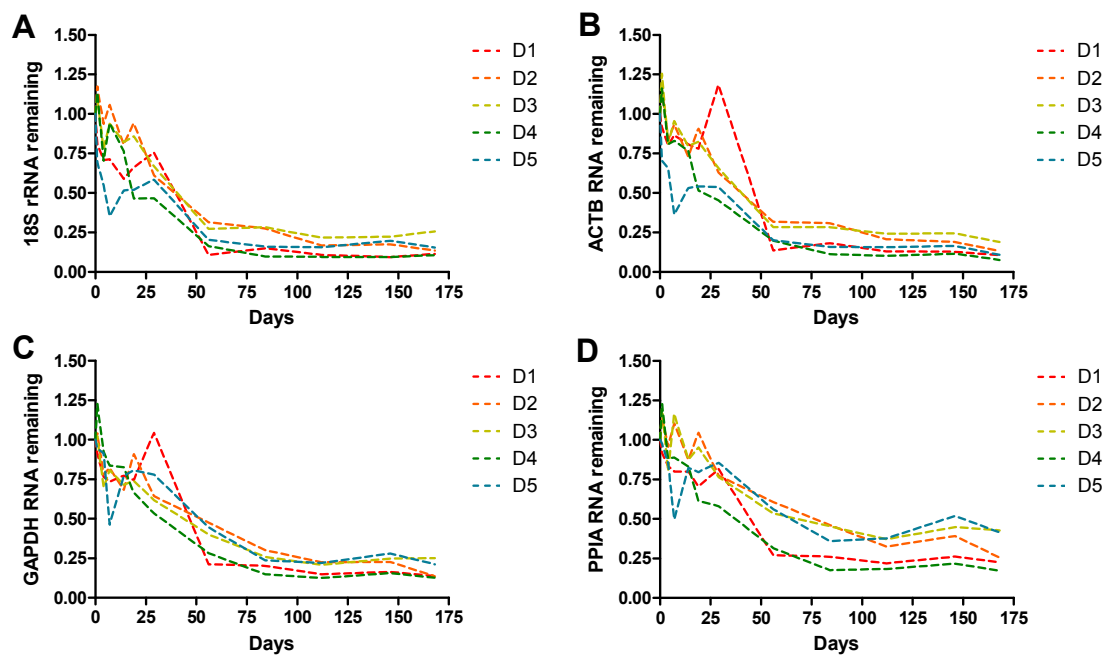 A
18S rRNA remaining
1.50
1.25
1.00
0.75
0.50
0.25
0.00
0 25 50 75 100 125 150 175
Days
D1
D2
D3
D4
D5
B
ACTB RNA remaining
1.50
1.25
1.00
0.75
0.50
0.25
0.00
0 25 50 75 100 125 150 175
Days
D1
D2
D3
D4
D5
C
GAPDH RNA remaining
1.50
1.25
1.00
0.75
0.50
0.25
0.00
0 25 50 75 100 125 150 175
Days
D1
D2
D3
D4
D5
D
PPIA RNA remaining
1.50
1.25
1.00
0.75
0.50
0.25
0.00
0 25 50 75 100 125 150 175
Days
D1
D2
D3
D4
D5